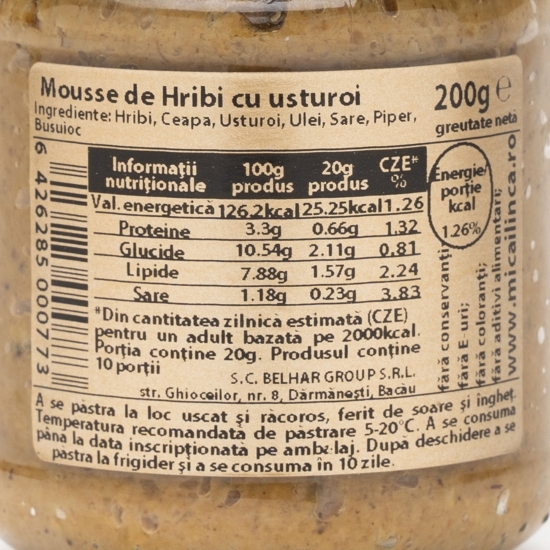 Mousse de Hribi cu usturoi
200g e
greutate netă
Ingrediente: Hribi, Ceapa, Usturoi, Ulei, Sare, Piper,
Busuioc
6 426285 000773
Informații nutriționale 100g produs 20g produs CZE* %
Val. energetică 126.2kcal 25.25kcal 1.26
Proteine 3.3g 0.66g 1.32
Glucide 10.54g 2.11g 0.81
Lipide 7.88g 1.57g 2.24
Sare 1.18g 0.23g 3.83
Energie/
porție
kcal
1.26%
*Din cantitatea zilnică estimată (CZE)
pentru un adult bazată pe 2000kcal.
Porția conține 20g. Produsul conține
10 porții
S.C. BELHAR GROUP S.R.L.
str. Ghioceilor, nr. 8, Dărmănești, Bacău
fără conservanți;
fără E-uri;
fără coloranți;
fără aditivi alimentari;
www.micailinca.ro
A se păstra la loc uscat și răcoros, ferit de soare și îngheț.
Temperatura recomandată de păstrare 5-20°C. A se consuma
până la data inscripționată pe ambalaj. După deschidere a se
păstra la frigider și a se consuma în 10 zile.